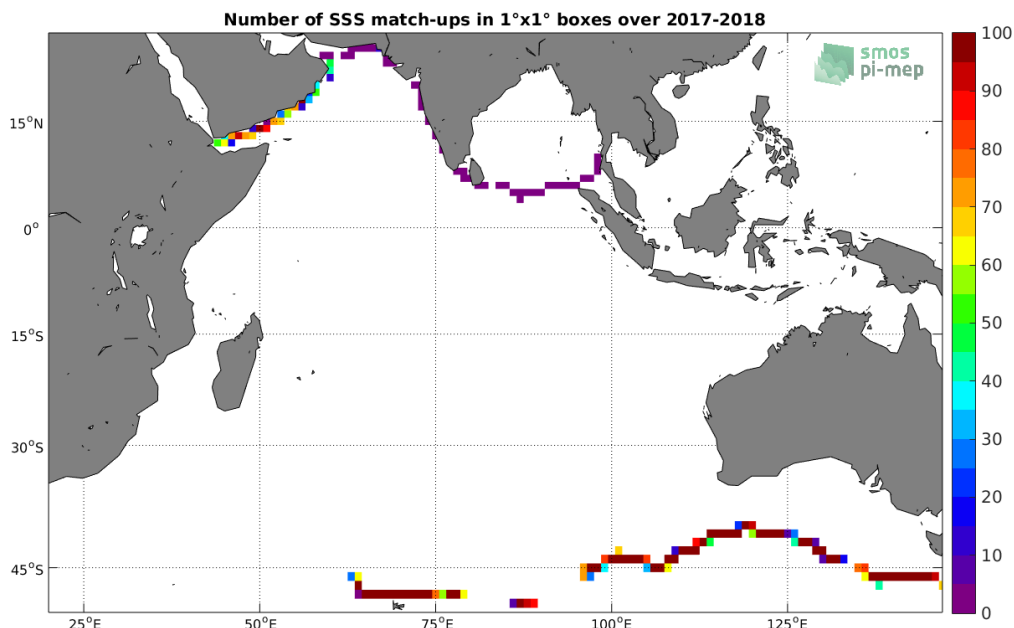 Number of SSS match-ups in 1°x1° boxes over 2017-2018
smos
pi-mep
15°N
0°
15°S
30°S
45°S
25°E
50°E
75°E
100°E
125°E
100
90
80
70
60
50
40
30
20
10
0